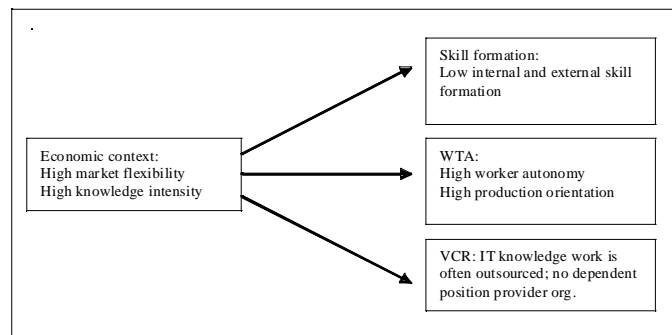 Skill formation:
Low internal and external skill
formation
Economic context:
High market flexibility
High knowledge intensity
WTA:
High worker autonomy
High production orientation
VCR: IT knowledge work is
often outsourced; no dependent
position provider org.